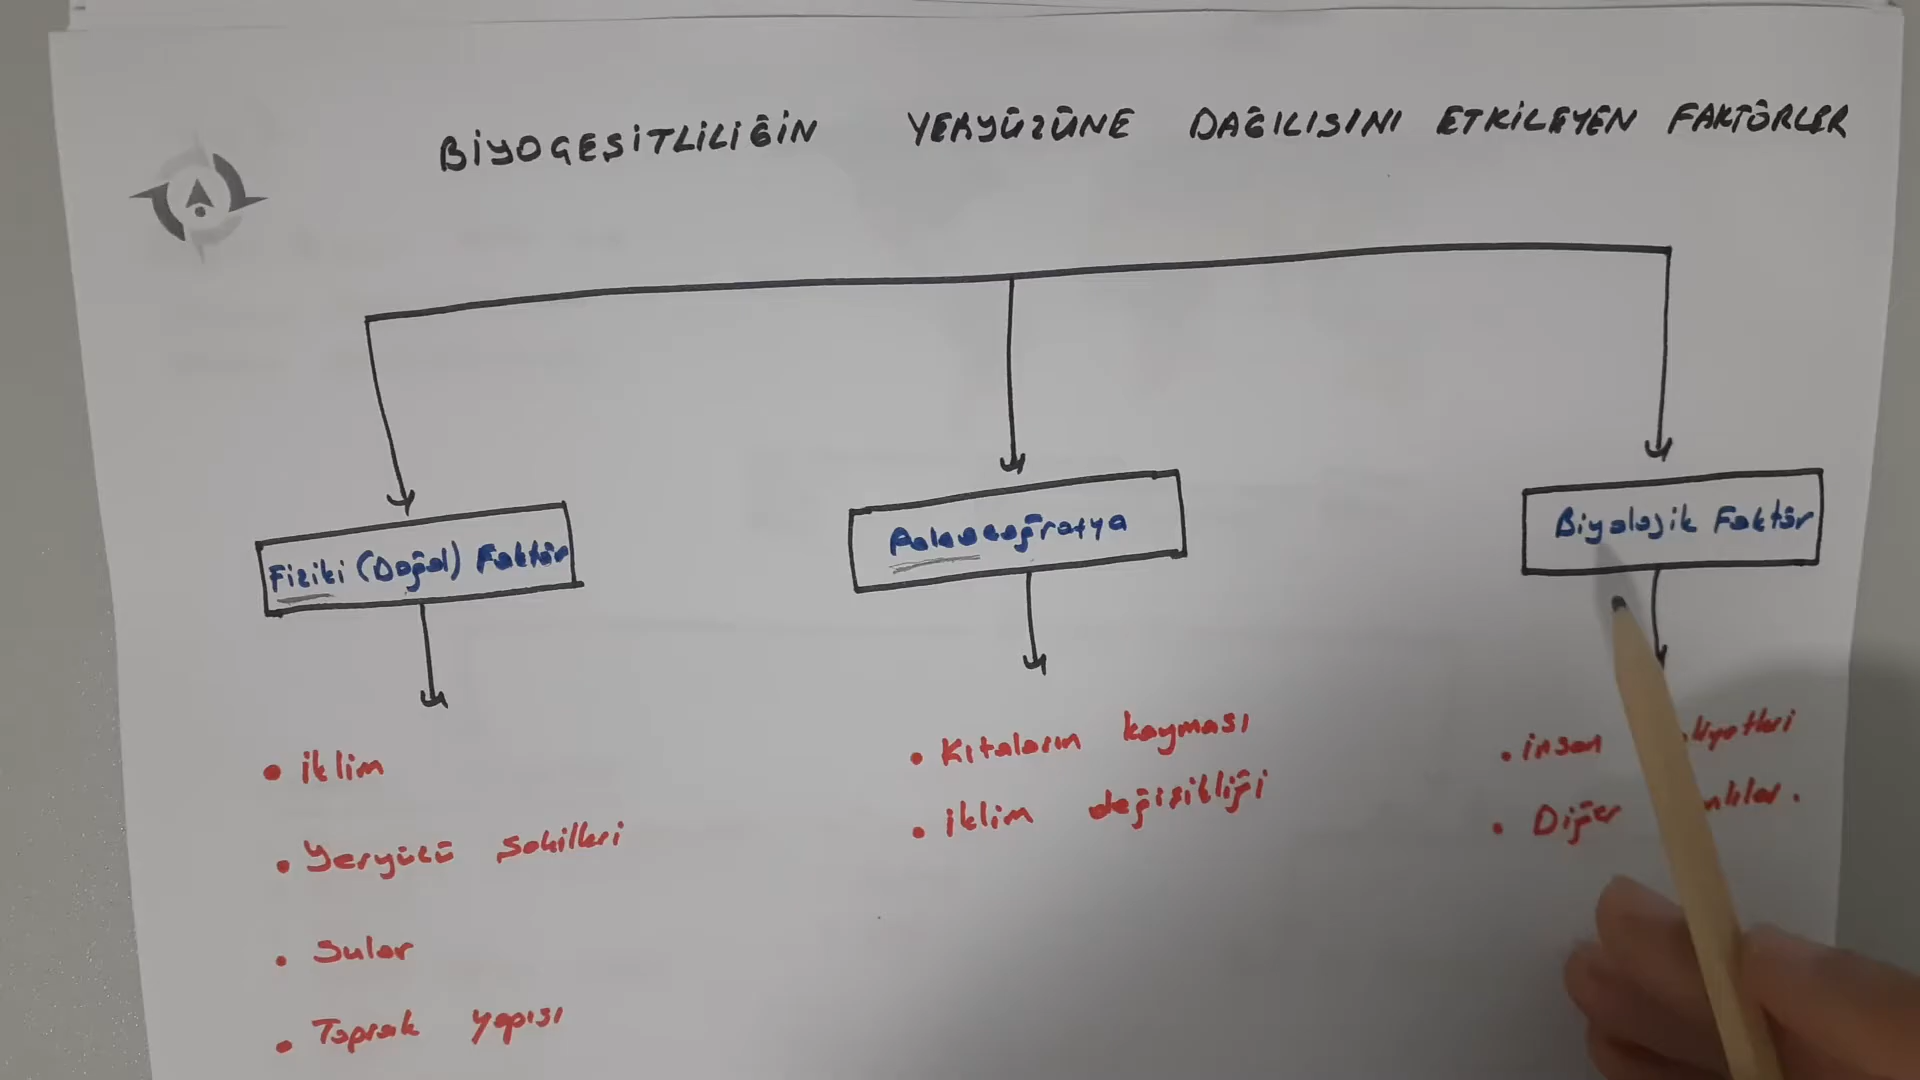 BİYOGEŞİTLİLİĞİN YERYÜZÜNE DAĞILIŞINI ETKİLEYEN FAKTÖRLER
Fiziki (Doğal) Faktör
Paleocoğrafya
Biyolojik Faktör
• iklim
• Yeryüzü Şekilleri
• Sular
• Toprak yapısı
• Kıtaların kayması
• iklim değişikliği
• insan
• Diğer